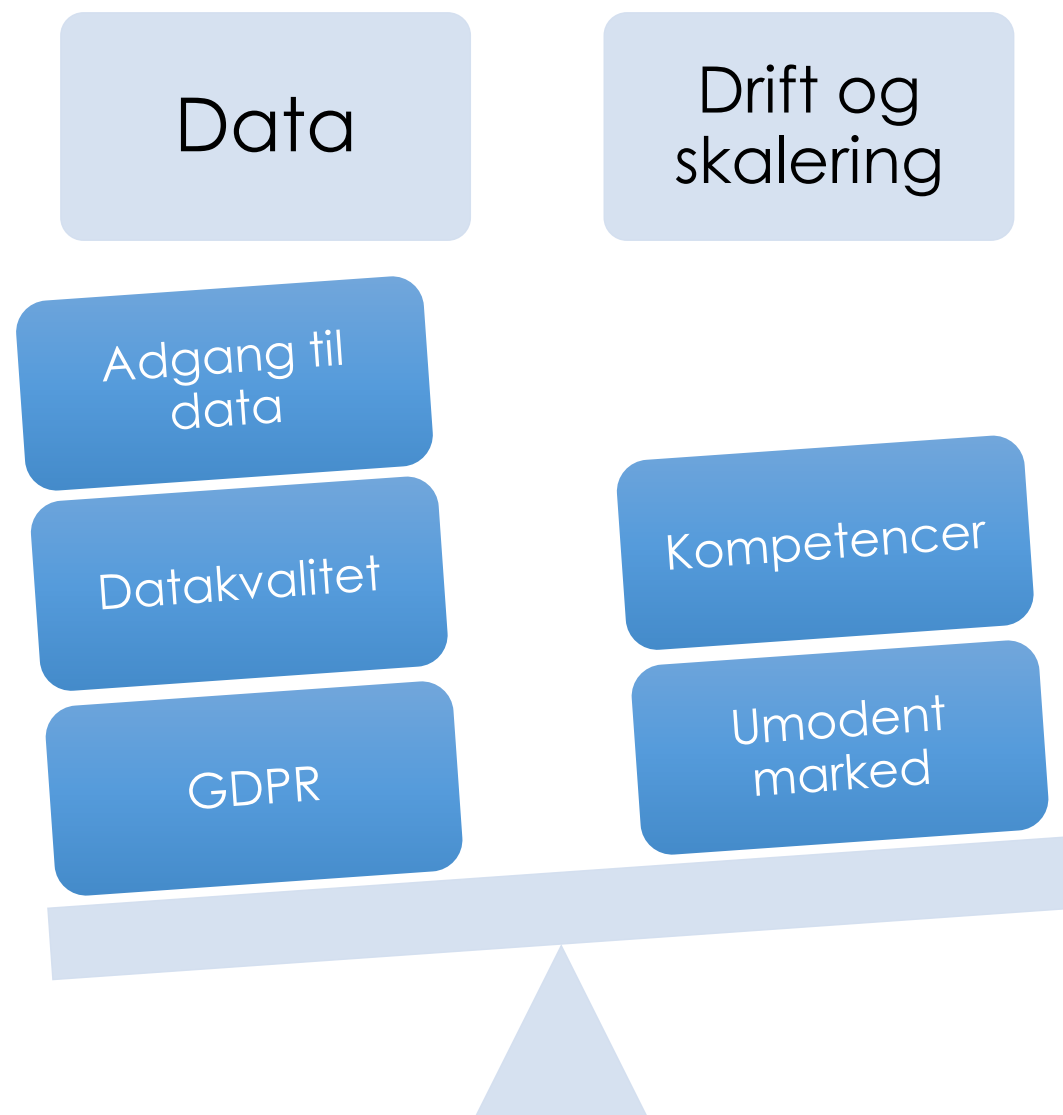 Data
Drift og
skalering
Adgang til
data
Datakvalitet
GDPR
Kompetencer
Umodent
marked